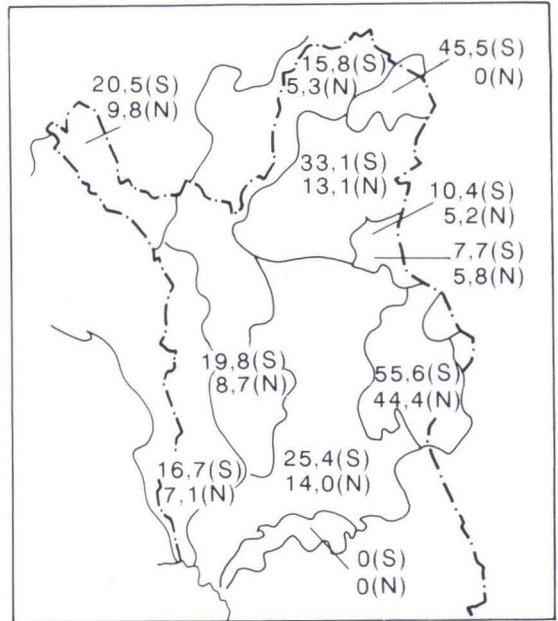 15,8(S)
5,3(N)
45,5(S)
0(N)
20,5(S)
9,8(N)
33,1(S)
13,1(N)
10,4(S)
5,2(N)
7,7(S)
5,8(N)
19,8(S)
8,7(N)
55,6(S)
44,4(N)
16,7(S)
7,1(N)
25,4(S)
14,0(N)
0(S)
0(N)